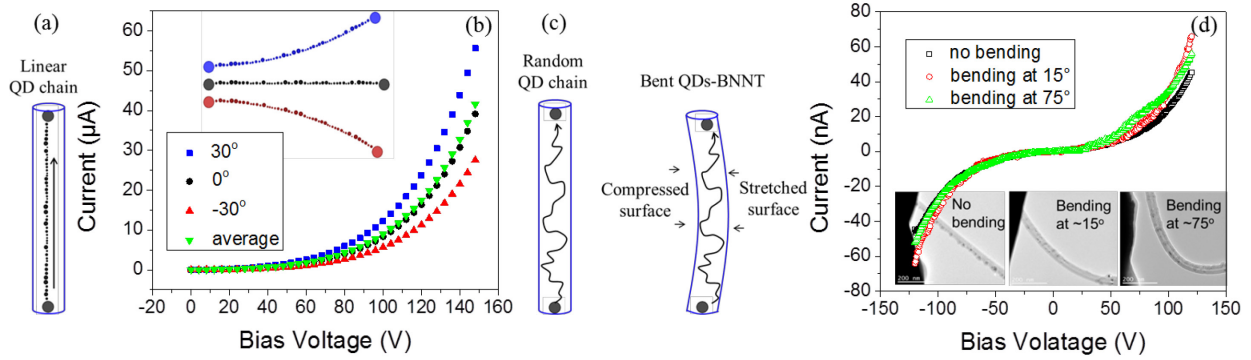 (a)
Linear
QD chain
(b)
Current (µA)
60
50
40
30
20
10
0
30°
0°
-30°
average
-20 0 20 40 60 80 100 120 140 160
Bias Voltage (V)
(c)
Random
QD chain
Bent QDs-BNNT
Compressed
surface
Stretched
surface
(d)
Current (nA)
80
60
40
20
0
-20
-40
-60
-80
no bending
bending at 15°
bending at 75°
No
bending
200 nm
Bending
at ~15°
Bending
at ~75°
200 nm
-150 -100 -50 0 50 100 150
Bias Volatage (V)